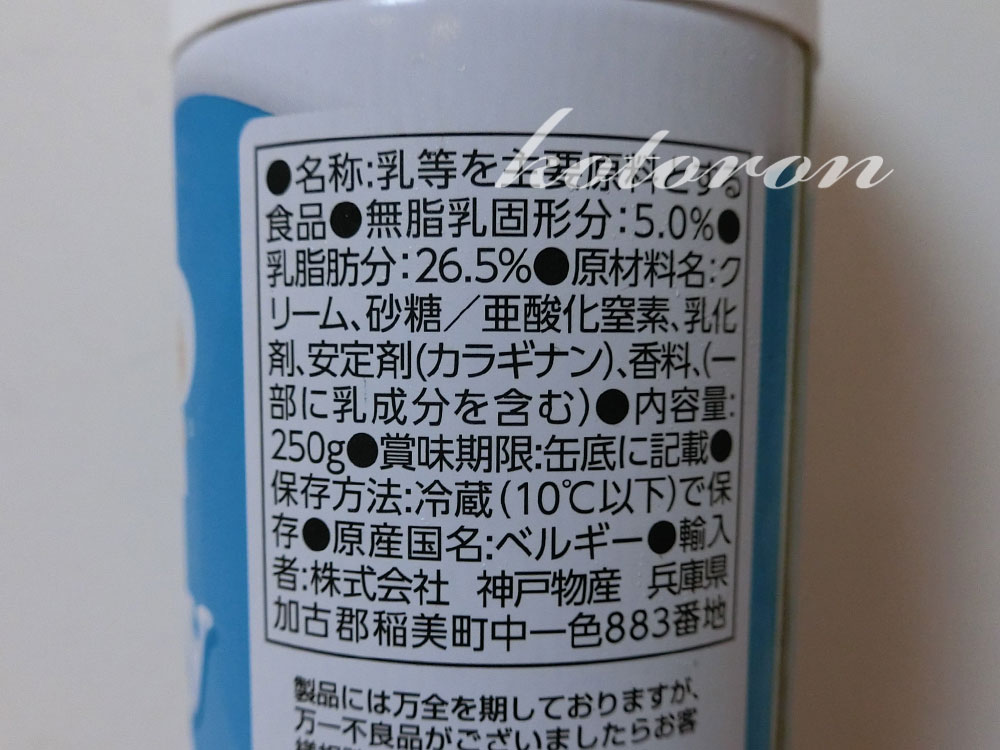 kotoron
●名称:乳等を主要原料とする
食品●無脂乳固形分:5.0%●
乳脂肪分:26.5%●原材料名:ク
リーム、砂糖/亜酸化窒素、乳化
剤、安定剤(カラギナン)、香料、(一
部に乳成分を含む)●内容量:
250g●賞味期限:缶底に記載●
保存方法:冷蔵(10℃以下)で保
存●原産国名:ベルギー●輸入
者:株式会社 神戸物産 兵庫県
加古郡稲美町中一色883番地
製品には万全を期しておりますが、
万一不良品がございましたらお客